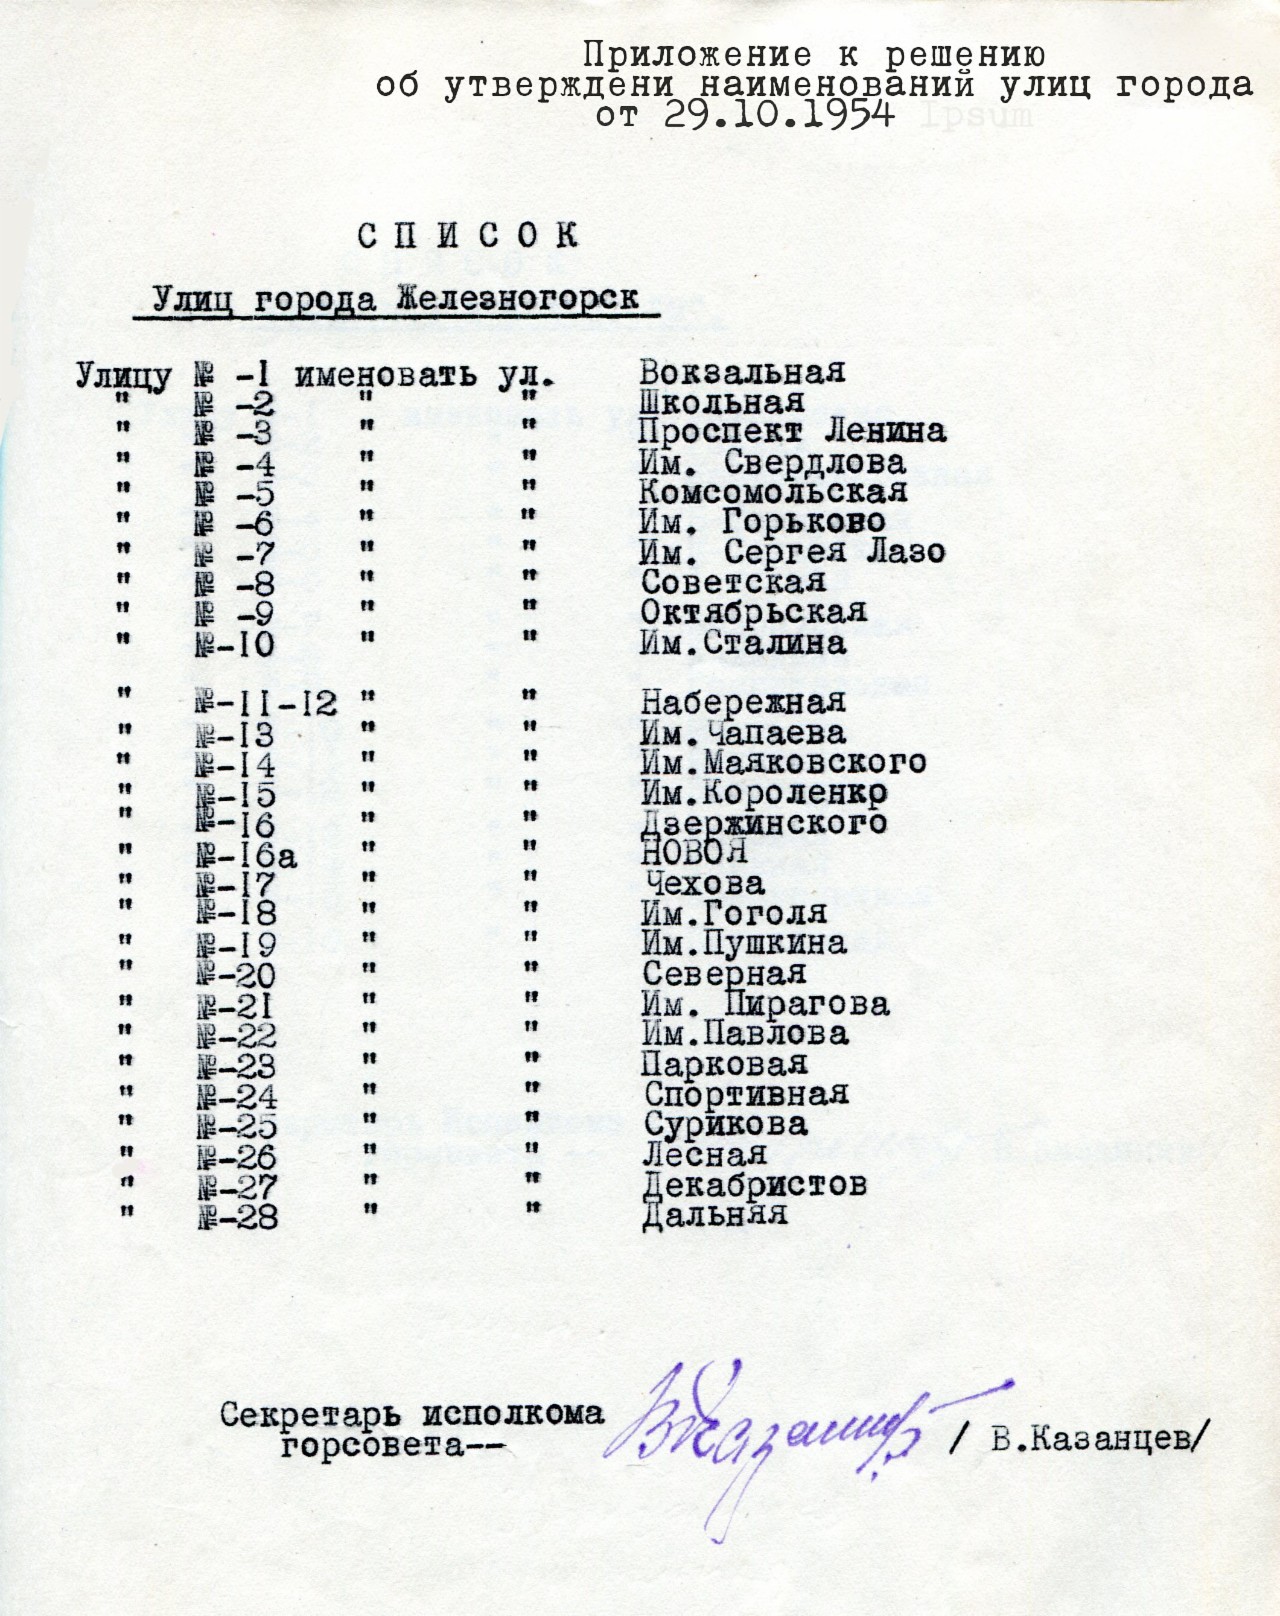 Приложение к решению
об утверждени наименований улиц города
от 29.10.1954 Ipsum
СПИСОК
Улиц города Железногорск
Улицу № -1 именовать ул. Вокзальная
" № -2 " " Школьная
" № -3 " " Проспект Ленина
" № -4 " " Им. Свердлова
" № -5 " " Комсомольская
" № -6 " " Им. Горьково
" № -7 " " Им. Сергея Лазо
" № -8 " " Советская
" № -9 " " Октябрьская
" №-10 " " Им.Сталина
" №-11-12 " " Набережная
" №-13 " " Им.Чапаева
" №-14 " " Им.Маяковского
" №-15 " " Им.Короленко
" №-16 " " Дзержинского
" №-16а " " НОВОЯ
" №-17 " " Чехова
" №-18 " " Им.Гоголя
" №-19 " " Им.Пушкина
" №-20 " " Северная
" №-21 " " Им. Пирагова
" №-22 " " Им.Павлова
" №-23 " " Парковая
" №-24 " " Спортивная
" №-25 " " Сурикова
" №-26 " " Лесная
" №-27 " " Декабристов
" №-28 " " Дальняя
Секретарь исполкома
горсовета-- ВКазанцев / В.Казанцев/